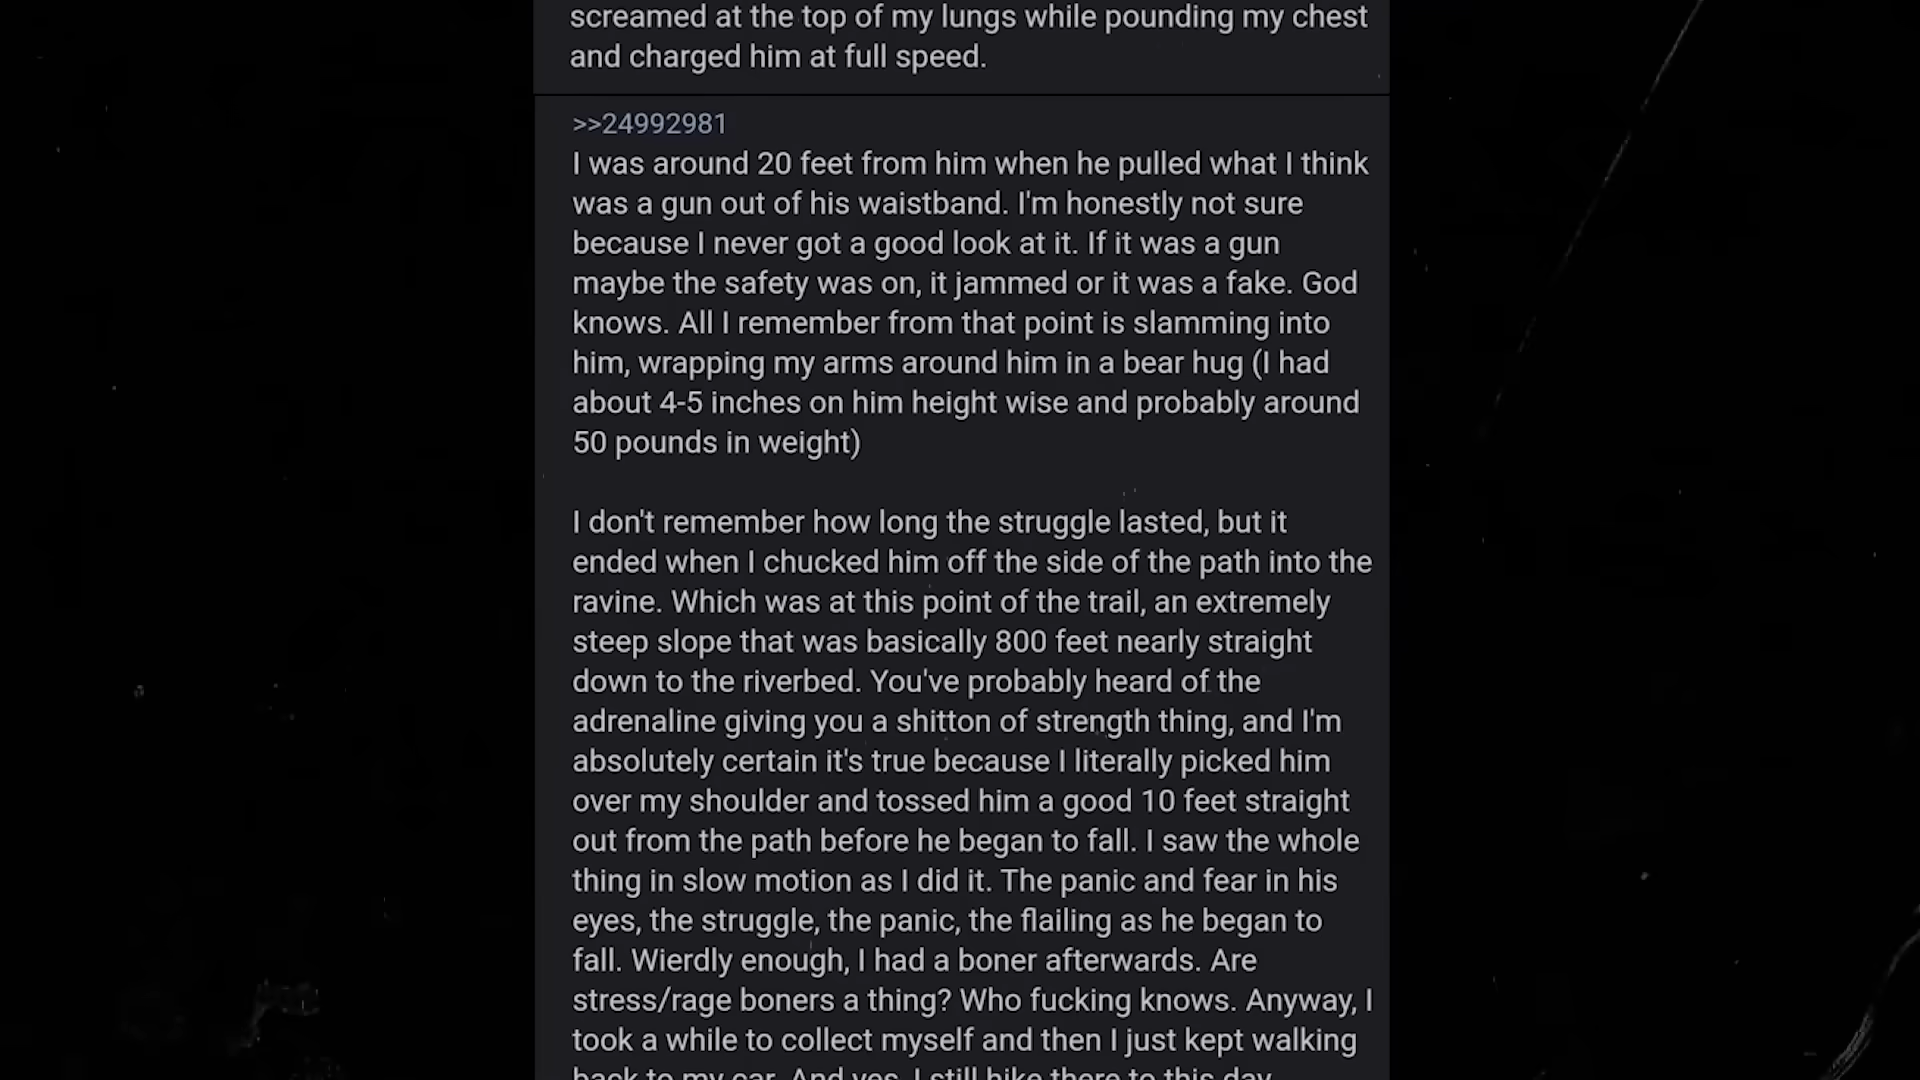 screamed at the top of my lungs while pounding my chest
and charged him at full speed.
>>24992981
I was around 20 feet from him when he pulled what I think
was a gun out of his waistband. I'm honestly not sure
because I never got a good look at it. If it was a gun
maybe the safety was on, it jammed or it was a fake. God
knows. All I remember from that point is slamming into
him, wrapping my arms around him in a bear hug (I had
about 4-5 inches on him height wise and probably around
50 pounds in weight)
I don't remember how long the struggle lasted, but it
ended when I chucked him off the side of the path into the
ravine. Which was at this point of the trail, an extremely
steep slope that was basically 800 feet nearly straight
down to the riverbed. You've probably heard of the
adrenaline giving you a shitton of strength thing, and I'm
absolutely certain it's true because I literally picked him
over my shoulder and tossed him a good 10 feet straight
out from the path before he began to fall. I saw the whole
thing in slow motion as I did it. The panic and fear in his
eyes, the struggle, the panic, the flailing as he began to
fall. Wierdly enough, I had a boner afterwards. Are
stress/rage boners a thing? Who fucking knows. Anyway, I
took a while to collect myself and then I just kept walking
back to my car. And yes, I still hike there to this day.